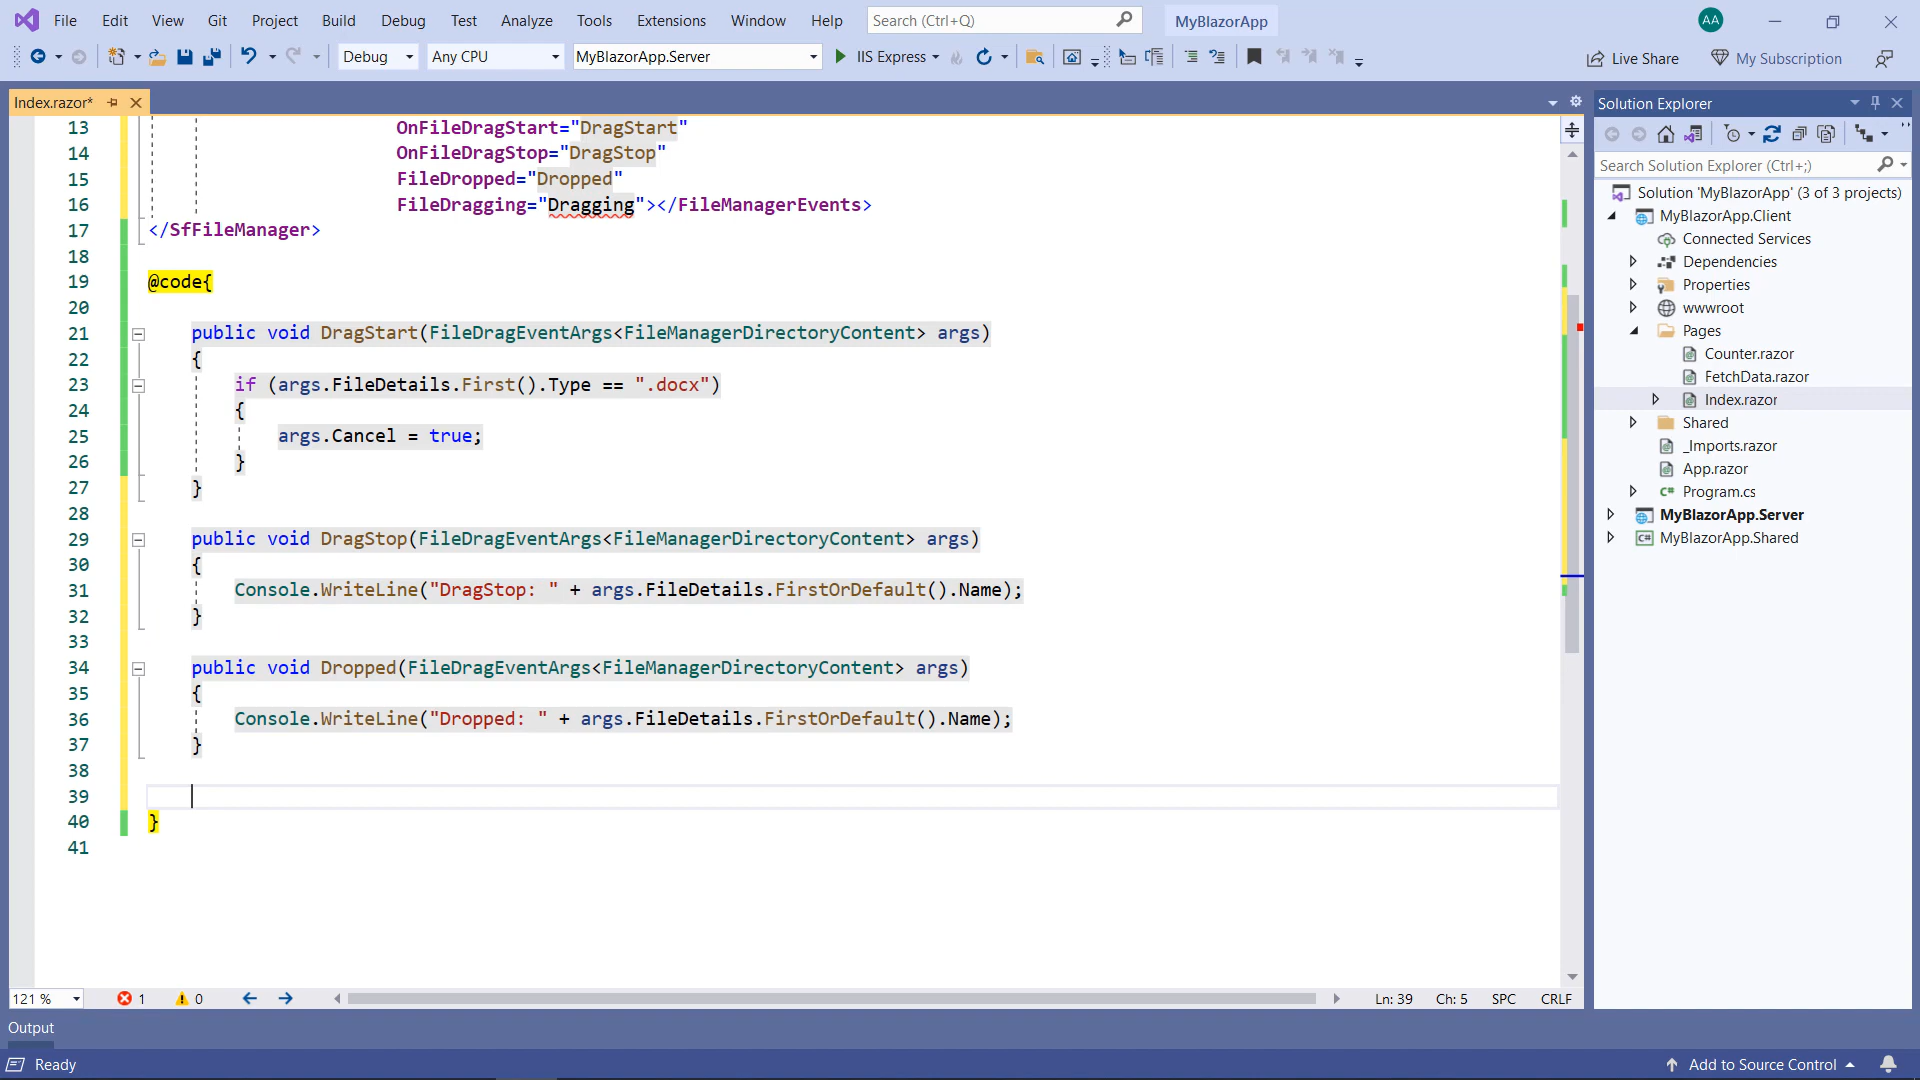 File Edit View Git Project Build Debug Test Analyze Tools Extensions Window Help Search (Ctrl+Q) MyBlazorApp AA
Debug Any CPU MyBlazorApp.Server IIS Express Live Share My Subscription
Index.razor*
13 OnFileDragStart="DragStart"
14 OnFileDragStop="DragStop"
15 FileDropped="Dropped"
16 FileDragging="Dragging"></FileManagerEvents>
17 </SfFileManager>
18
19 @code{
20
21 public void DragStart(FileDragEventArgs<FileManagerDirectoryContent> args)
22 {
23 if (args.FileDetails.First().Type == ".docx")
24 {
25 args.Cancel = true;
26 }
27 }
28
29 public void DragStop(FileDragEventArgs<FileManagerDirectoryContent> args)
30 {
31 Console.WriteLine("DragStop: " + args.FileDetails.FirstOrDefault().Name);
32 }
33
34 public void Dropped(FileDragEventArgs<FileManagerDirectoryContent> args)
35 {
36 Console.WriteLine("Dropped: " + args.FileDetails.FirstOrDefault().Name);
37 }
38
39
40 }
41
121 % 1 0 Ln: 39 Ch: 5 SPC CRLF
Solution Explorer
Search Solution Explorer (Ctrl+;)
Solution 'MyBlazorApp' (3 of 3 projects)
MyBlazorApp.Client
Connected Services
Dependencies
Properties
wwwroot
Pages
Counter.razor
FetchData.razor
Index.razor
Shared
_Imports.razor
App.razor
C# Program.cs
MyBlazorApp.Server
C# MyBlazorApp.Shared
Output
Ready Add to Source Control